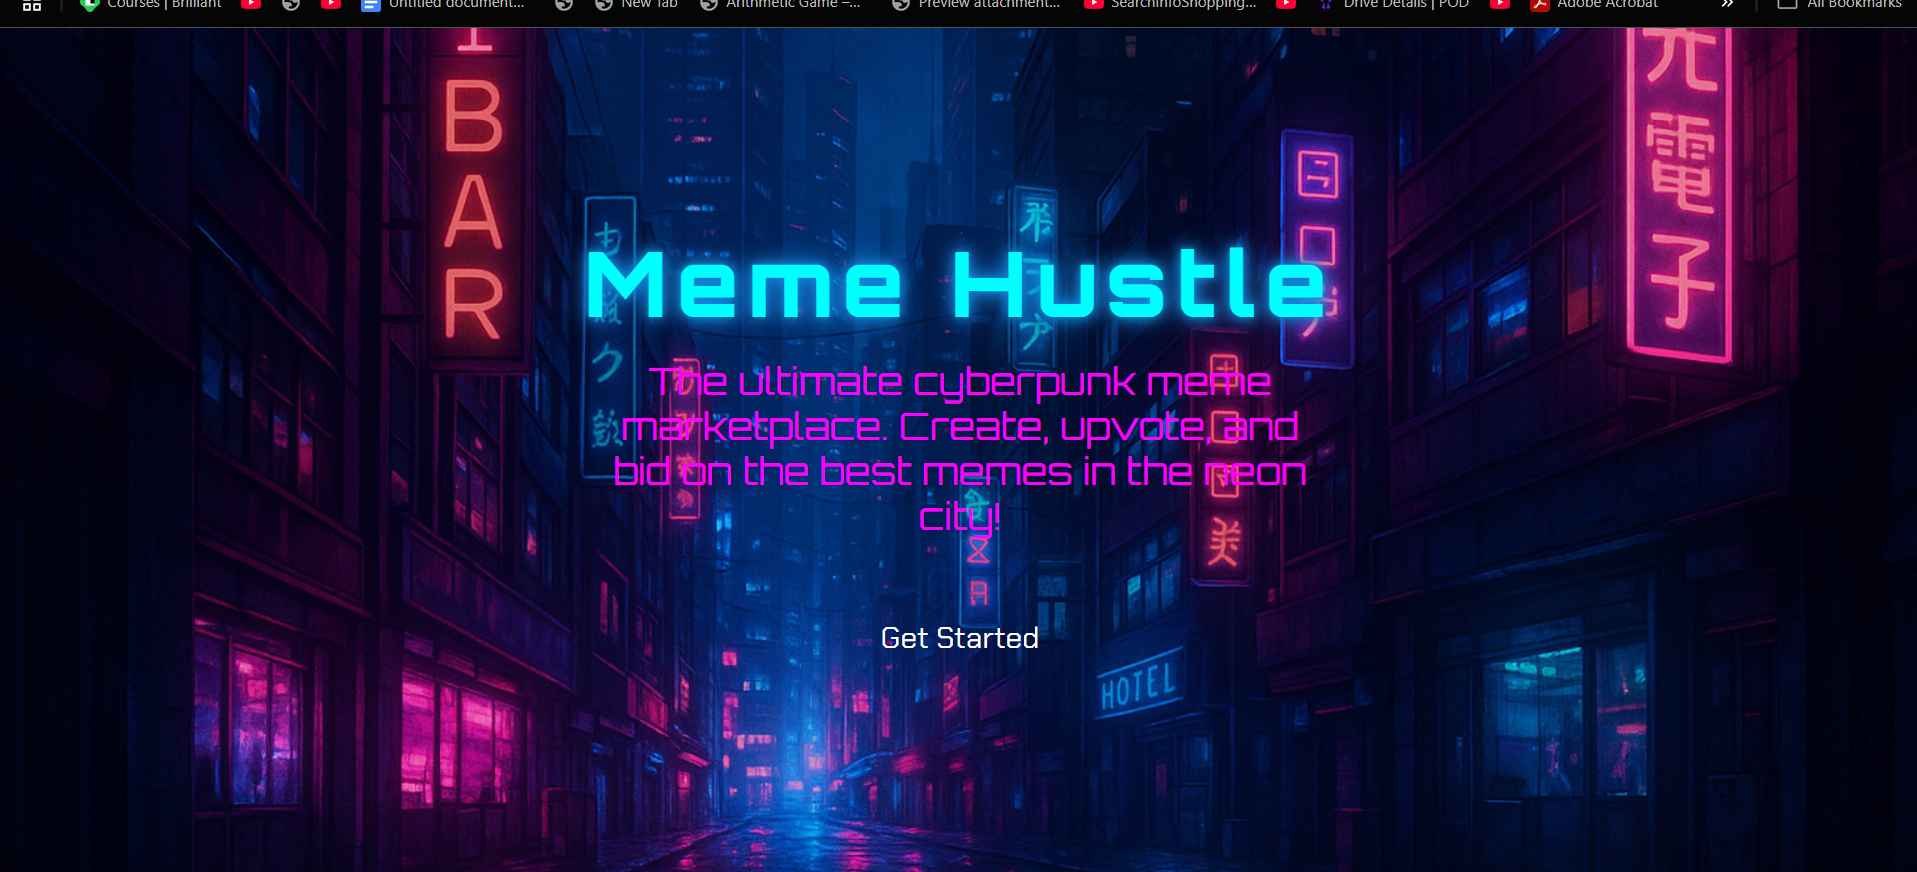 Courses | Brilliant
Untitled document...
New Tab
Arithmetic Game –...
Preview attachment...
SearchInfoShopping...
Drive Details | POD
Adobe Acrobat
»
All Bookmarks
BAR
電子
Meme Hustle
The ultimate cyberpunk meme
marketplace. Create, upvote, and
bid on the best memes in the neon
city!
Get Started
HOTEL